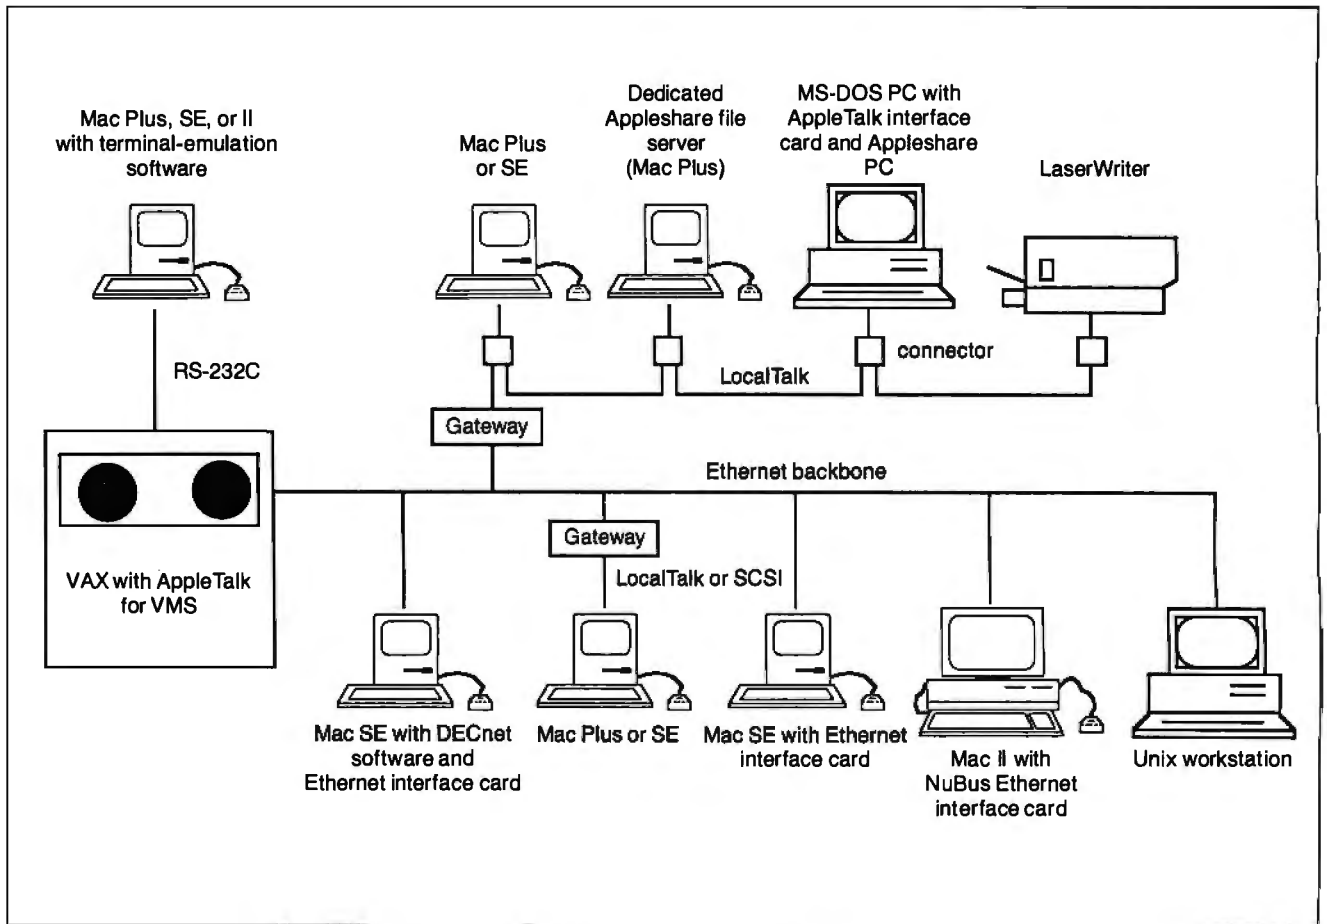 Mac Plus, SE, or II
with terminal-emulation
software
Mac Plus
or SE
Dedicated
Appleshare file
server
(Mac Plus)
MS-DOS PC with
AppleTalk interface
card and Appleshare
PC
LaserWriter
RS-232C
connector
LocalTalk
Gateway
Ethernet backbone
Gateway
LocalTalk or SCSI
VAX with AppleTalk
for VMS
Mac SE with DECnet
software and
Ethernet interface card
Mac Plus or SE
Mac SE with Ethernet
interface card
Mac II with
NuBus Ethernet
interface card
Unix workstation